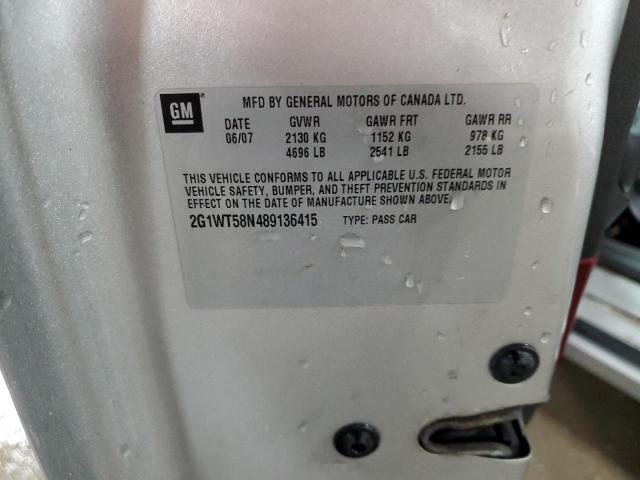 GM
MFD BY GENERAL MOTORS OF CANADA LTD.
DATE GVWR GAWR FRT GAWR RR
06/07 2130 KG 1152 KG 978 KG
4696 LB 2541 LB 2155 LB
THIS VEHICLE CONFORMS TO ALL APPLICABLE U.S. FEDERAL MOTOR
VEHICLE SAFETY, BUMPER, AND THEFT PREVENTION STANDARDS IN
EFFECT ON THE DATE OF MANUFACTURE SHOWN ABOVE.
2G1WT58N489136415 TYPE: PASS CAR